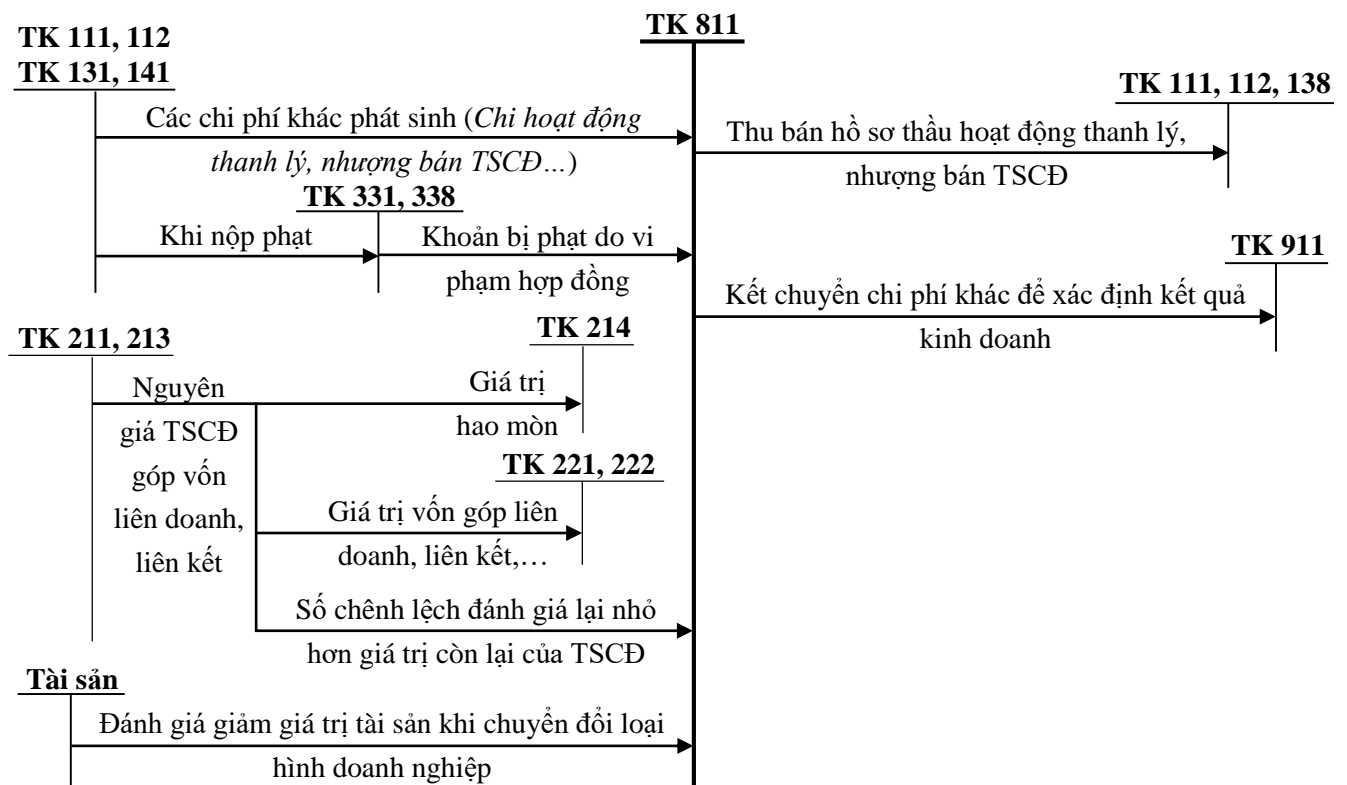 TK 811
TK 111, 112
TK 131, 141
TK 111, 112, 138
Các chi phí khác phát sinh (Chi hoạt động
thanh lý, nhượng bán TSCĐ…)
Thu bán hồ sơ thầu hoạt động thanh lý,
nhượng bán TSCĐ
TK 331, 338
Khi nộp phạt
Khoản bị phạt do vi
phạm hợp đồng
TK 911
Kết chuyển chi phí khác để xác định kết quả
kinh doanh
TK 211, 213
TK 214
Nguyên
giá TSCĐ
góp vốn
liên doanh,
liên kết
Giá trị
hao mòn
TK 221, 222
Giá trị vốn góp liên
doanh, liên kết,…
Số chênh lệch đánh giá lại nhỏ
hơn giá trị còn lại của TSCĐ
Tài sản
Đánh giá giảm giá trị tài sản khi chuyển đổi loại
hình doanh nghiệp